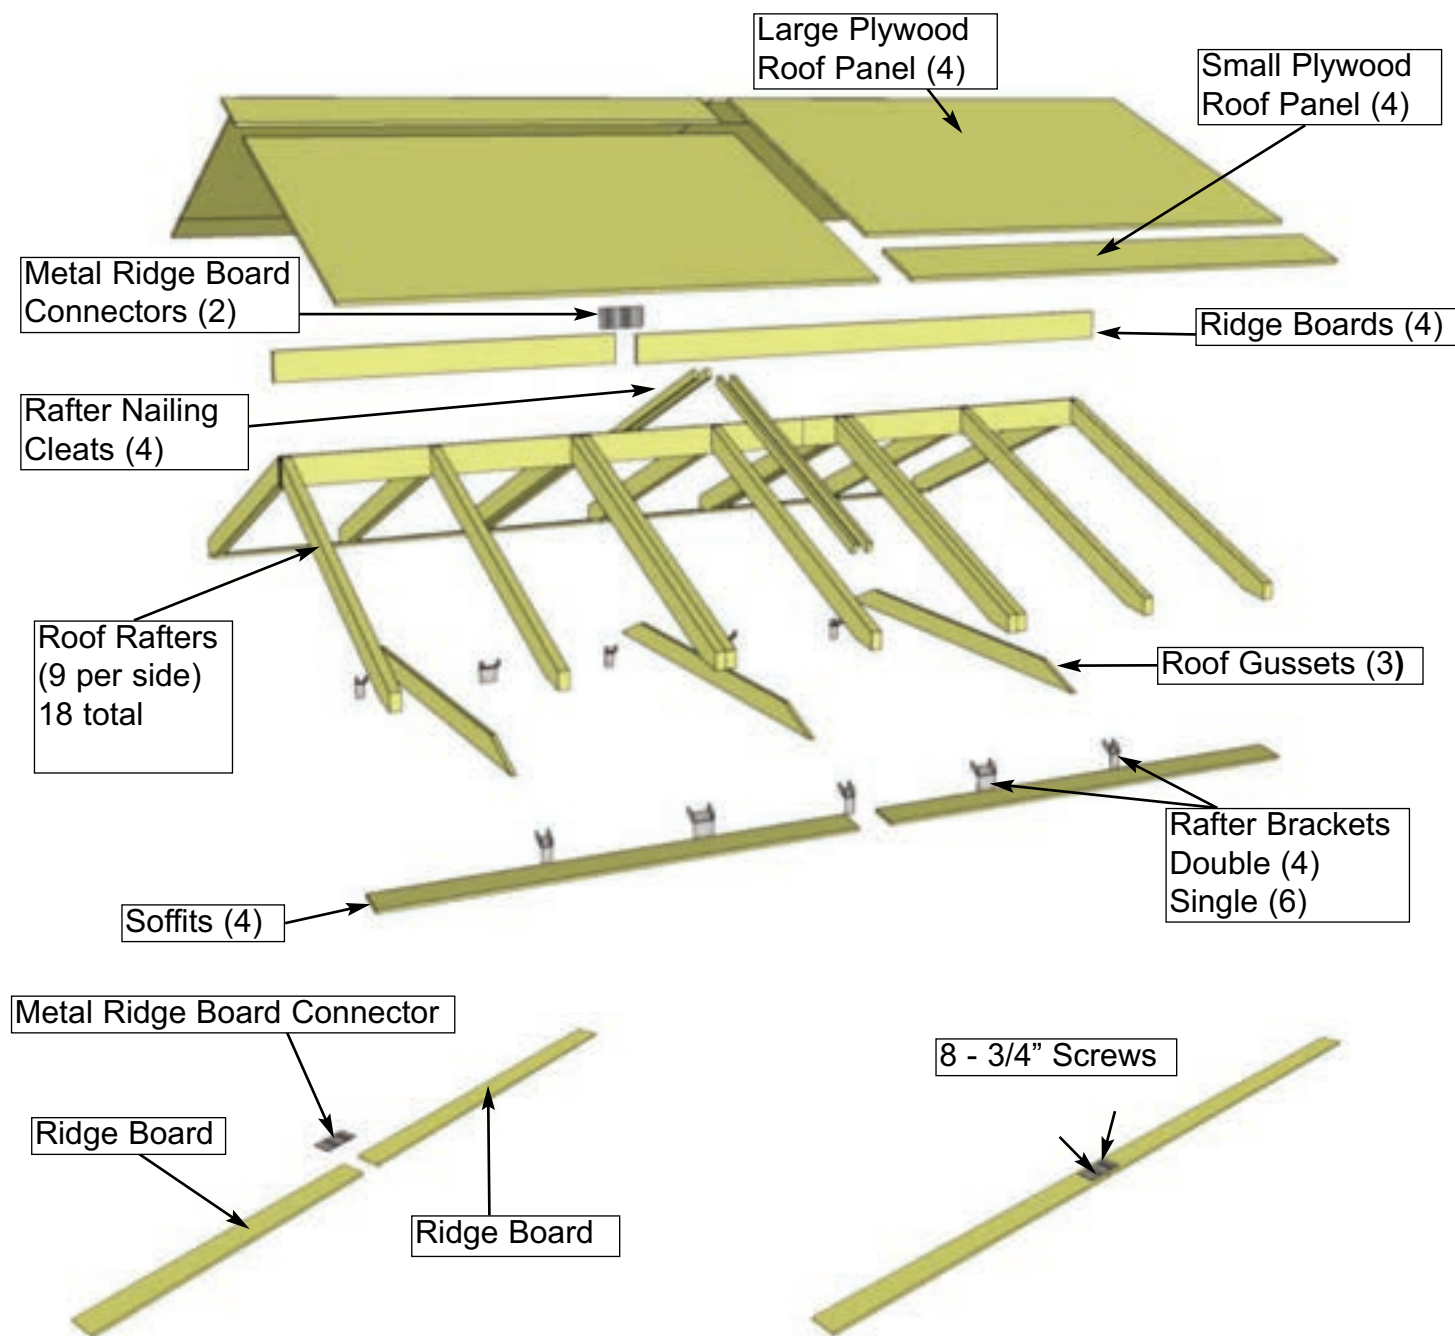 Large Plywood
Roof Panel (4)
Small Plywood
Roof Panel (4)
Metal Ridge Board
Connectors (2)
Ridge Boards (4)
Rafter Nailing
Cleats (4)
Roof Rafters
(9 per side)
18 total
Roof Gussets (3)
Rafter Brackets
Double (4)
Single (6)
Soffits (4)
Metal Ridge Board Connector
8 - 3/4” Screws
Ridge Board
Ridge Board